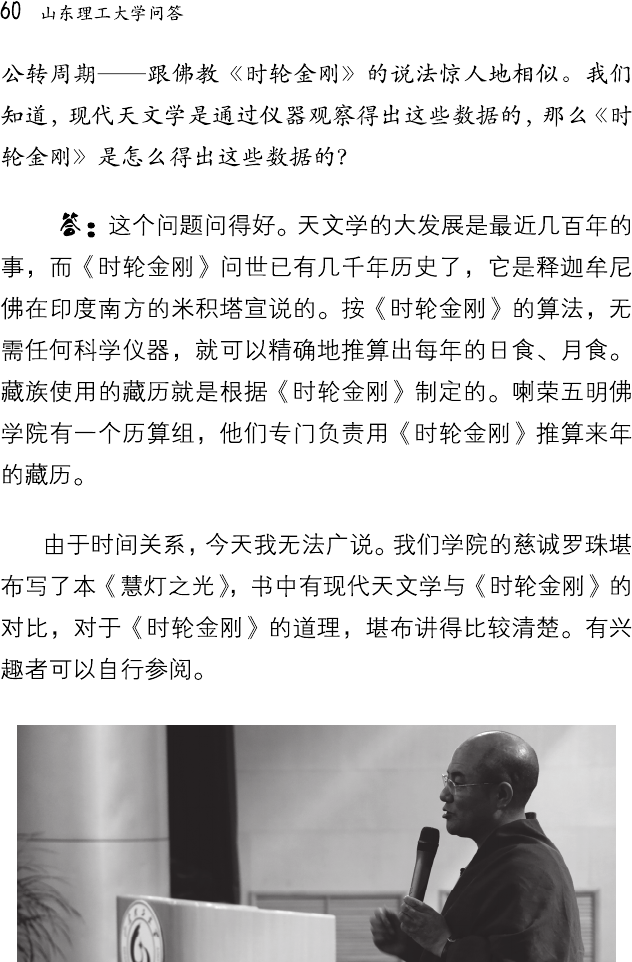 60 山东理工大学问答
公转周期——跟佛教《时轮金刚》的说法惊人地相似。我们
知道，现代天文学是通过仪器观察得出这些数据的，那么《时
轮金刚》是怎么得出这些数据的？
答：这个问题问得好。天文学的大发展是最近几百年的
事，而《时轮金刚》问世已有几千年历史了，它是释迦牟尼
佛在印度南方的米积塔宣说的。按《时轮金刚》的算法，无
需任何科学仪器，就可以精确地推算出每年的日食、月食。
藏族使用的藏历就是根据《时轮金刚》制定的。喇荣五明佛
学院有一个历算组，他们专门负责用《时轮金刚》推算来年
的藏历。
由于时间关系，今天我无法广说。我们学院的慈诚罗珠堪
布写了本《慧灯之光》，书中有现代天文学与《时轮金刚》的
对比，对于《时轮金刚》的道理，堪布讲得比较清楚。有兴
趣者可以自行参阅。